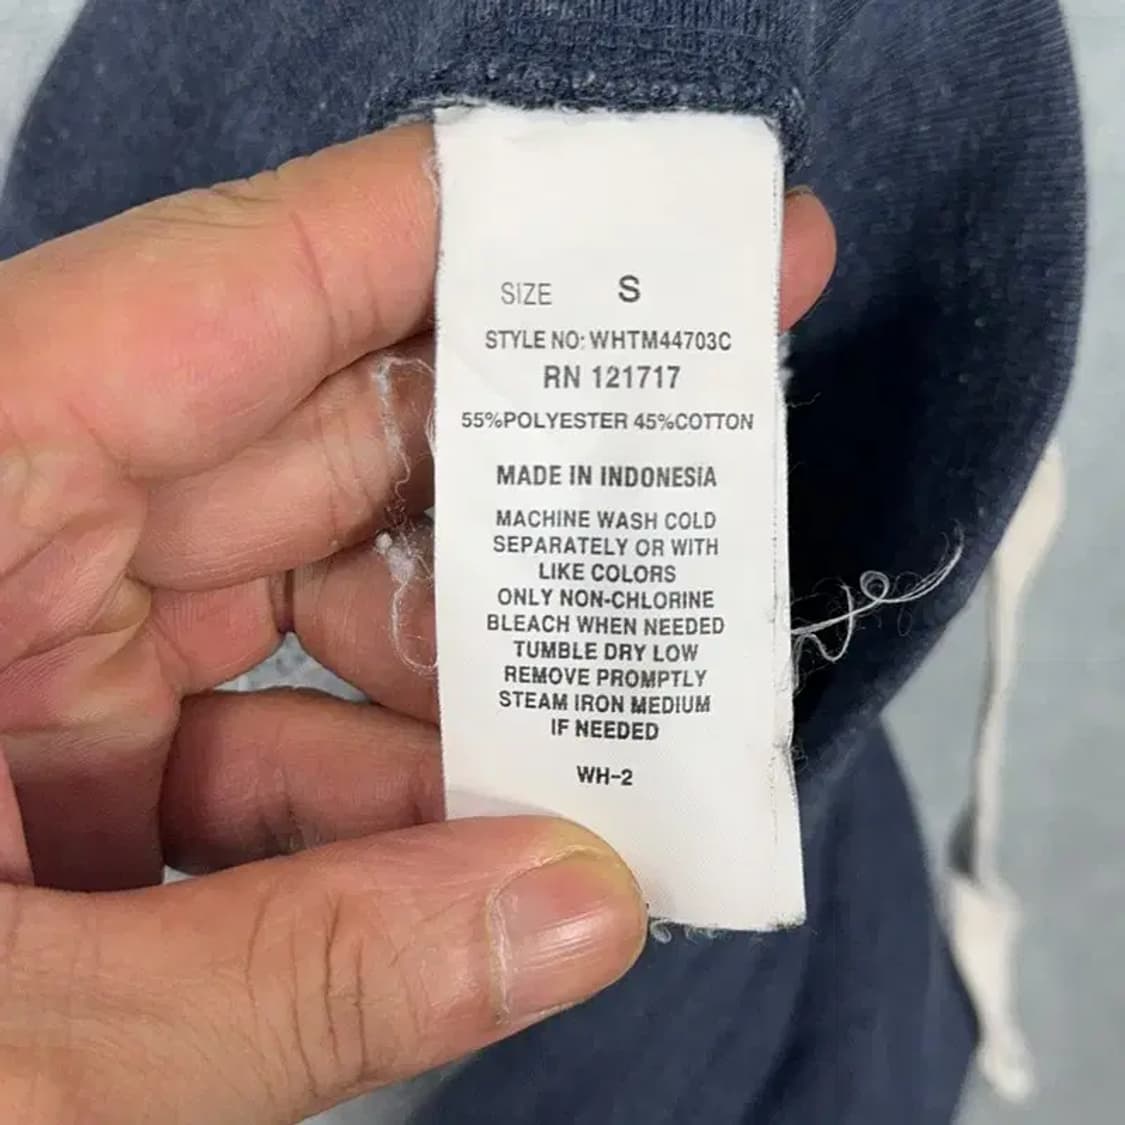 SIZE S
STYLE NO: WHTM44703C
RN 121717
55%POLYESTER 45%COTTON
MADE IN INDONESIA
MACHINE WASH COLD
SEPARATELY OR WITH
LIKE COLORS
ONLY NON-CHLORINE
BLEACH WHEN NEEDED
TUMBLE DRY LOW
REMOVE PROMPTLY
STEAM IRON MEDIUM
IF NEEDED
WH-2